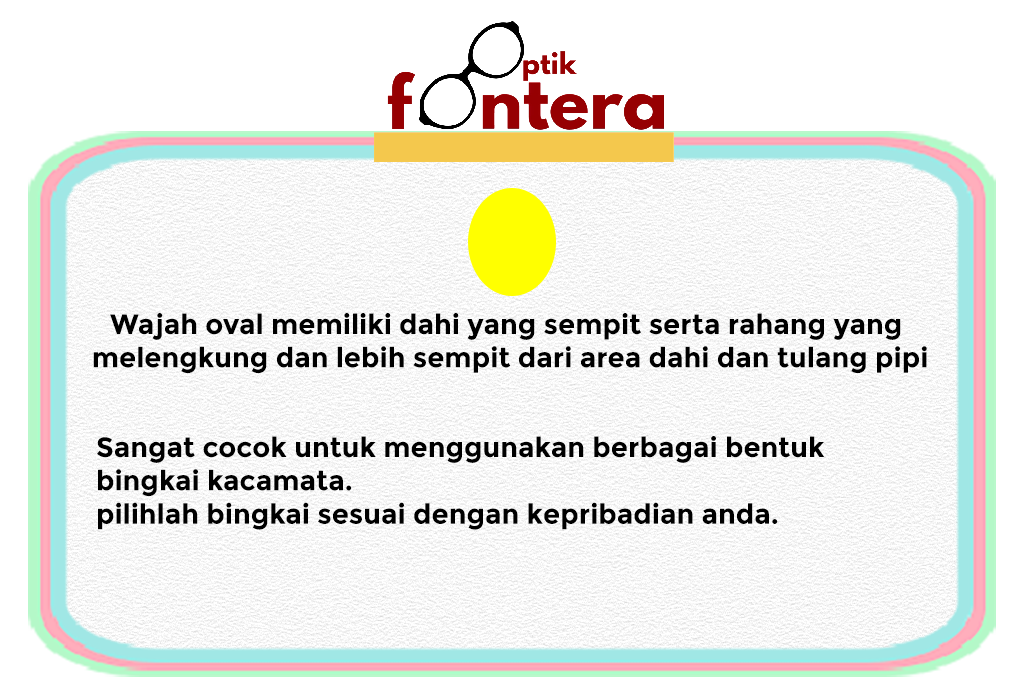 optik
fontera
Wajah oval memiliki dahi yang sempit serta rahang yang
melengkung dan lebih sempit dari area dahi dan tulang pipi
Sangat cocok untuk menggunakan berbagai bentuk
bingkai kacamata.
pilihlah bingkai sesuai dengan kepribadian anda.